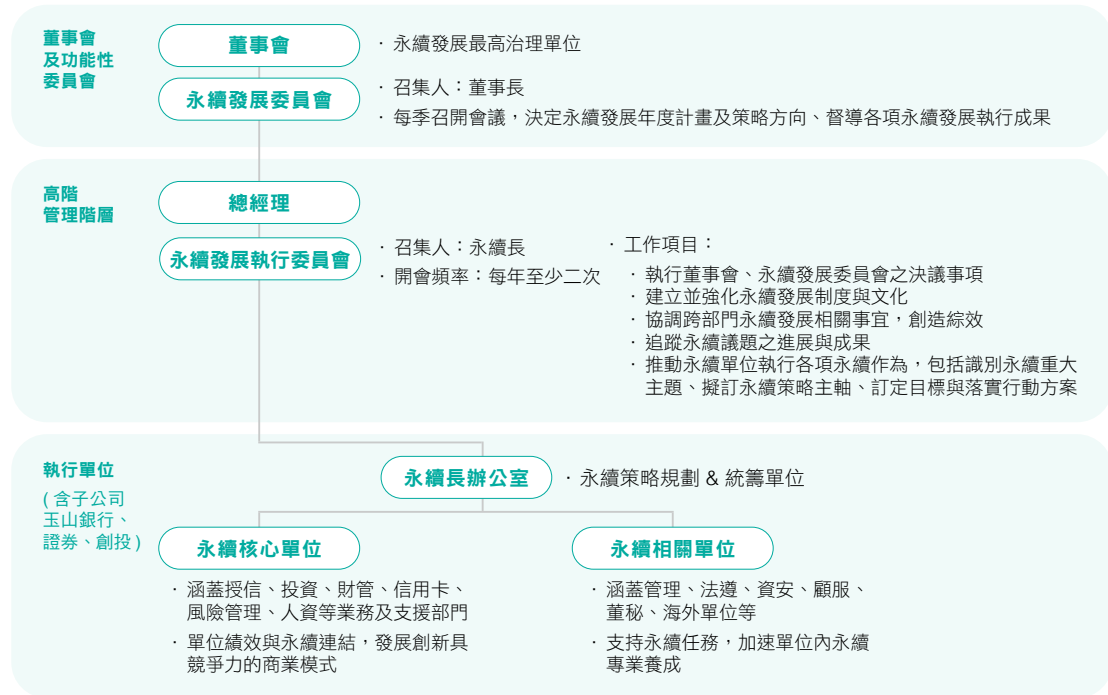 董事會
及功能性
委員會
董事會
· 永續發展最高治理單位
永續發展委員會
· 召集人：董事長
· 每季召開會議，決定永續發展年度計畫及策略方向、督導各項永續發展執行成果
高階
管理階層
總經理
永續發展執行委員會
· 召集人：永續長
· 開會頻率：每年至少二次
· 工作項目：
· 執行董事會、永續發展委員會之決議事項
· 建立並強化永續發展制度與文化
· 協調跨部門永續發展相關事宜，創造綜效
· 追蹤永續議題之進展與成果
· 推動永續單位執行各項永續作為，包括識別永續重大
主題、擬訂永續策略主軸、訂定目標與落實行動方案
執行單位
( 含子公司
玉山銀行、
證券、創投 )
永續長辦公室
· 永續策略規劃 & 統籌單位
永續核心單位
· 涵蓋授信、投資、財管、信用卡、
風險管理、人資等業務及支援部門
· 單位績效與永續連結，發展創新具
競爭力的商業模式
永續相關單位
· 涵蓋管理、法遵、資安、顧服、
董秘、海外單位等
· 支持永續任務，加速單位內永續
專業養成